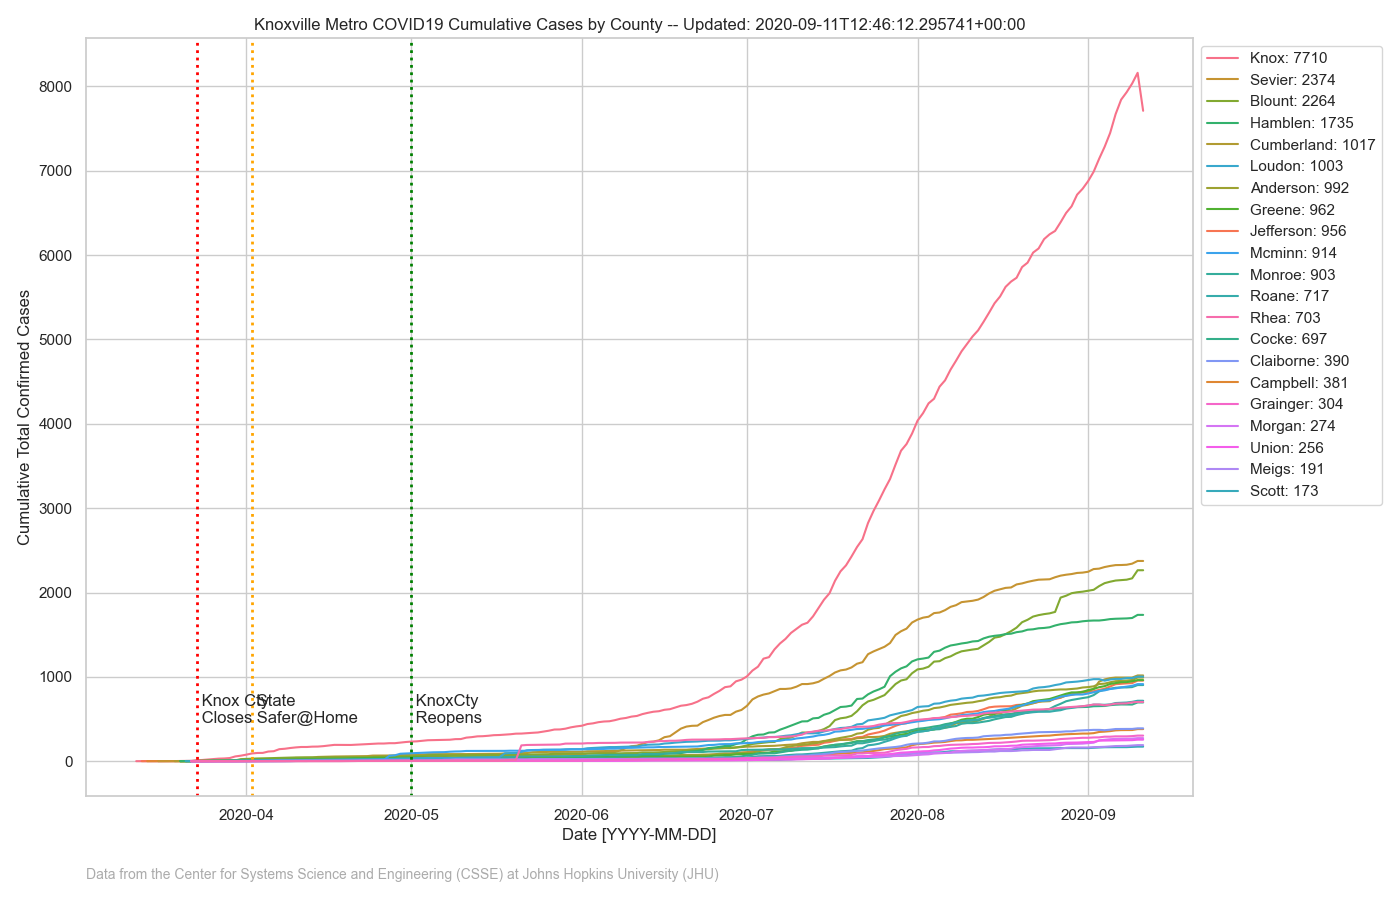 Knoxville Metro COVID19 Cumulative Cases by County -- Updated: 2020-09-11T12:46:12.295741+00:00
Cumulative Total Confirmed Cases
8000
7000
6000
5000
4000
3000
2000
1000
0
Knox Cty
Closes
State
Safer@Home
KnoxCty
Reopens
2020-04
2020-05
2020-06
2020-07
2020-08
2020-09
Date [YYYY-MM-DD]
Knox: 7710
Sevier: 2374
Blount: 2264
Hamblen: 1735
Cumberland: 1017
Loudon: 1003
Anderson: 992
Greene: 962
Jefferson: 956
Mcminn: 914
Monroe: 903
Roane: 717
Rhea: 703
Cocke: 697
Claiborne: 390
Campbell: 381
Grainger: 304
Morgan: 274
Union: 256
Meigs: 191
Scott: 173
Data from the Center for Systems Science and Engineering (CSSE) at Johns Hopkins University (JHU)